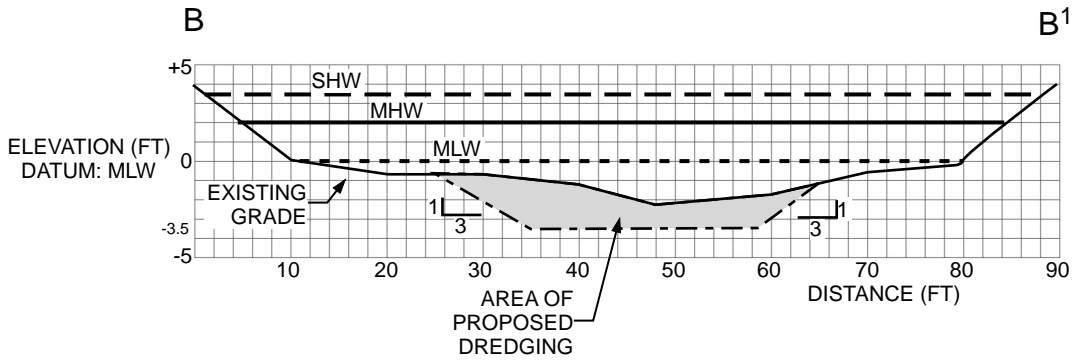 B
B1
+5
SHW
MHW
ELEVATION (FT)
DATUM: MLW
0
MLW
EXISTING
GRADE
1
3
1
3
-3.5
-5
10
20
30
40
50
60
70
80
90
AREA OF
PROPOSED
DREDGING
DISTANCE (FT)